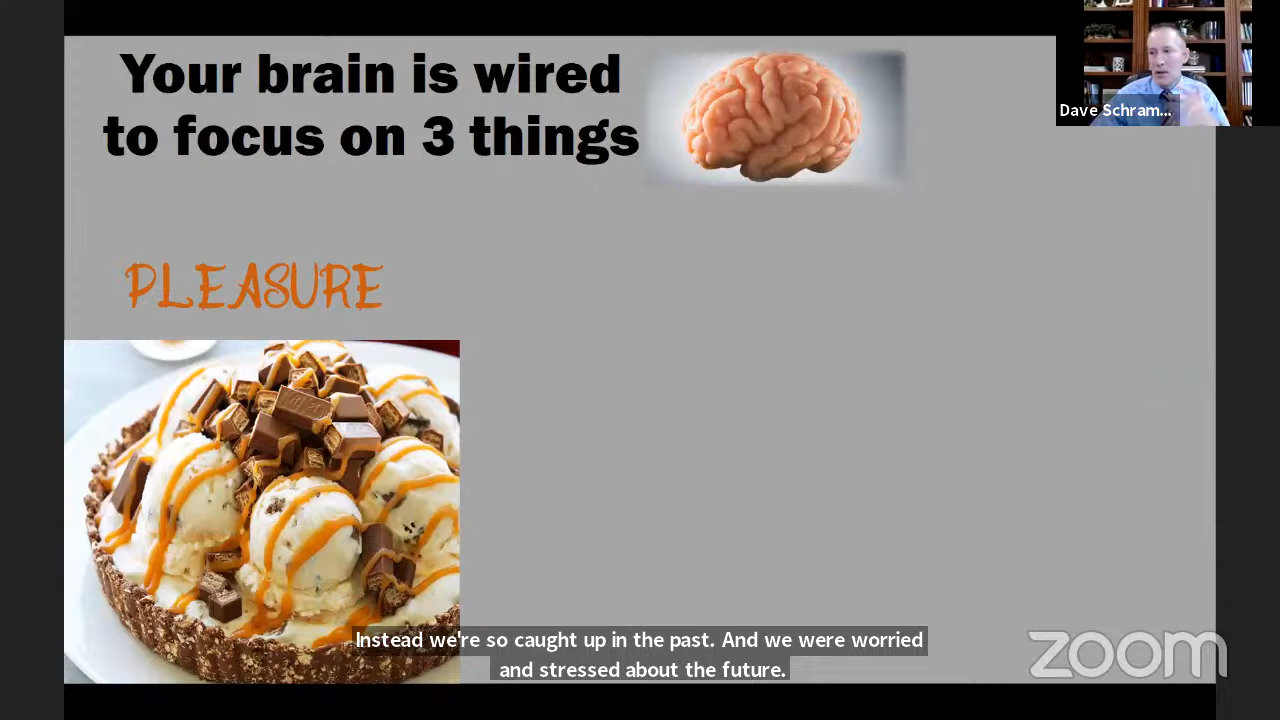 Your brain is wired
to focus on 3 things
Dave Schram...
PLEASURE
Instead we're so caught up in the past. And we were worried
and stressed about the future.
zoom